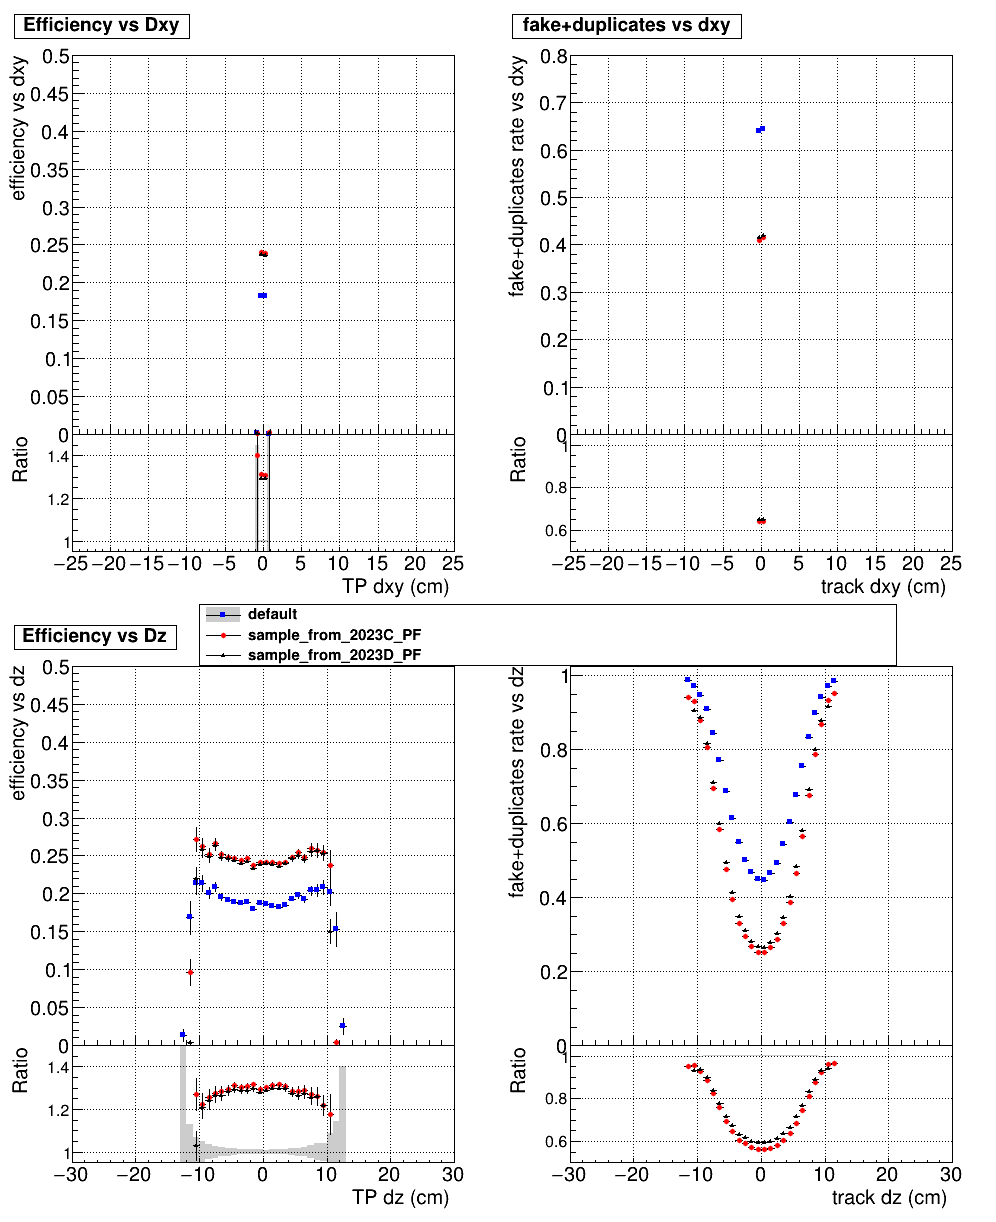 Efficiency vs Dxy
efficiency vs dxy
0.5
0.45
0.4
0.35
0.3
0.25
0.2
0.15
0.1
0.05
0
Ratio
1.4
1.2
1
−25 −20 −15 −10 −5 0 5 10 15 20 25
TP dxy (cm)
fake+duplicates vs dxy
fake+duplicates rate vs dxy
0.8
0.7
0.6
0.5
0.4
0.3
0.2
0.1
0
Ratio
1
0.8
0.6
−25 −20 −15 −10 −5 0 5 10 15 20 25
track dxy (cm)
default
sample_from_2023C_PF
sample_from_2023D_PF
Efficiency vs Dz
efficiency vs dz
0.5
0.45
0.4
0.35
0.3
0.25
0.2
0.15
0.1
0.05
0
Ratio
1.4
1.2
1
−30 −20 −10 0 10 20 30
TP dz (cm)
fake+duplicates rate vs dz
1
0.8
0.6
0.4
0.2
0
Ratio
1
0.8
0.6
−30 −20 −10 0 10 20 30
track dz (cm)